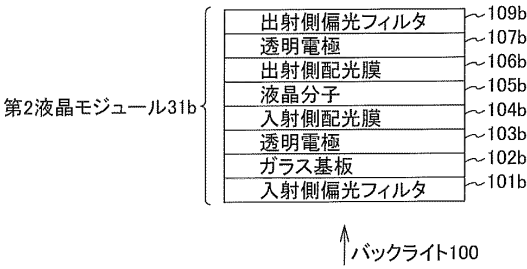 出射側偏光フィルタ 109b
透明電極 107b
出射側配光膜 106b
液晶分子 105b
第2液晶モジュール31b
入射側配光膜 104b
透明電極 103b
ガラス基板 102b
入射側偏光フィルタ 101b
バックライト100